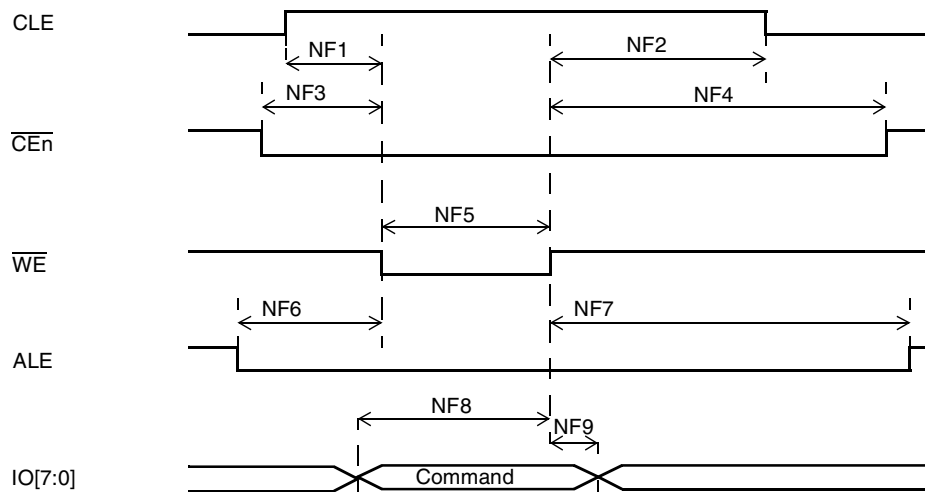 CLE
NF1
NF2
NF3
NF4
CEn
NF5
WE
NF6
NF7
ALE
NF8
NF9
IO[7:0]
Command